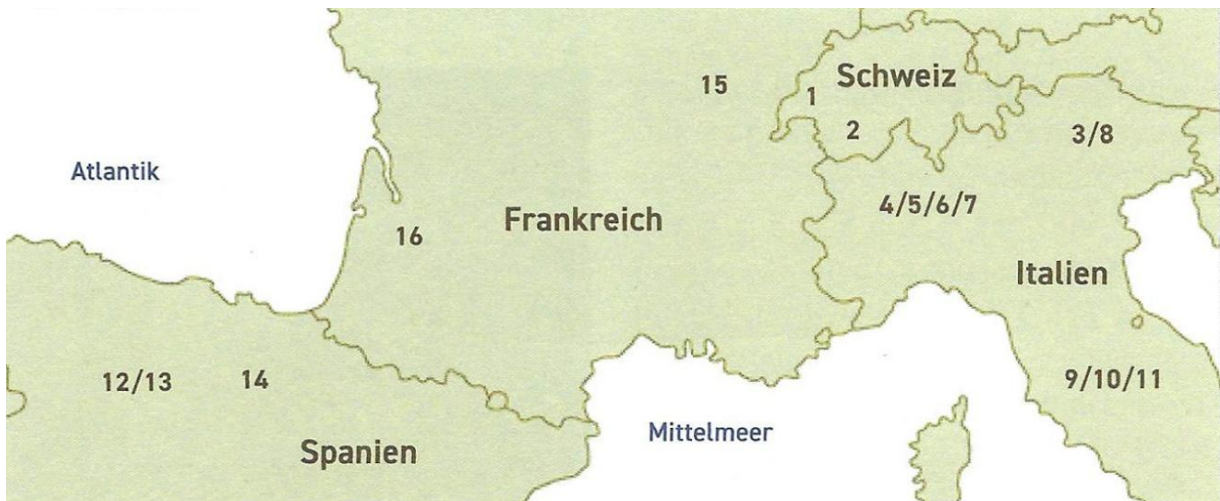 15
Schweiz
1
2
3/8
Atlantik
4/5/6/7
Frankreich
16
Italien
12/13
14
9/10/11
Mittelmeer
Spanien